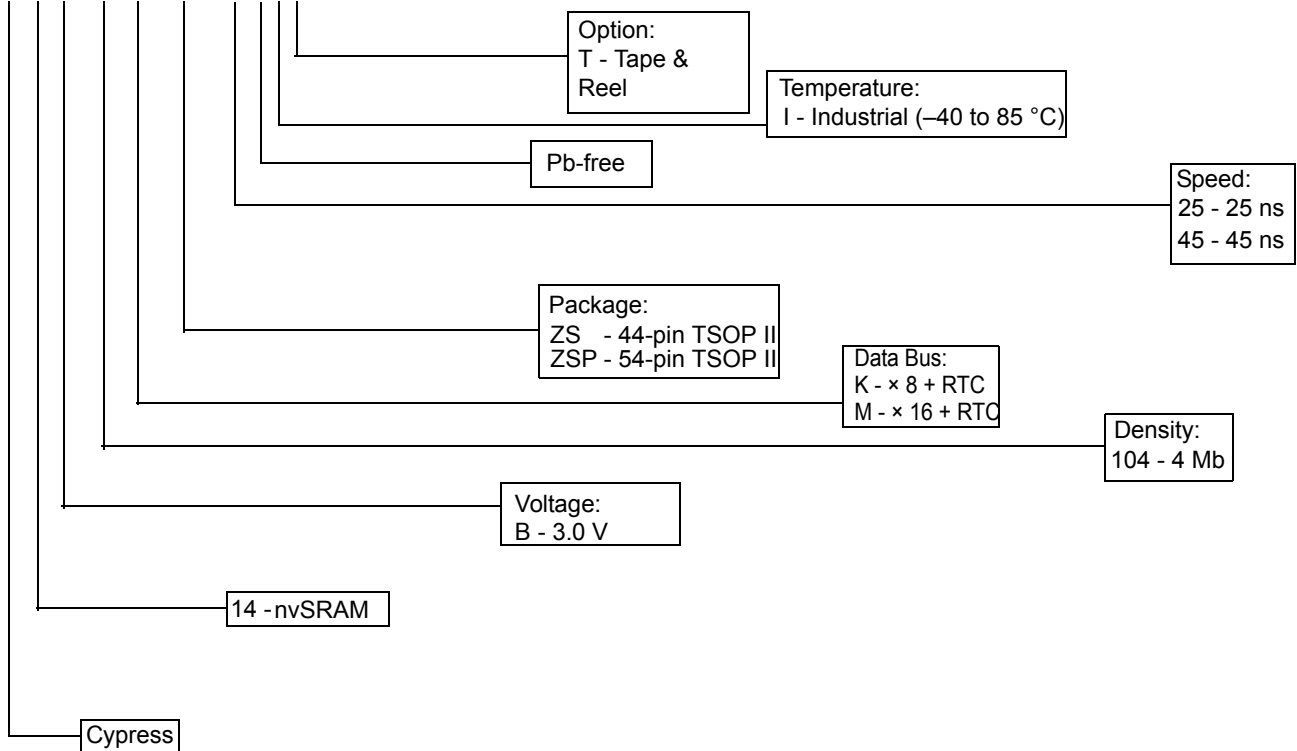 Option:
T - Tape &
Reel
Temperature:
I - Industrial (–40 to 85 °C)
Pb-free
Speed:
25 - 25 ns
45 - 45 ns
Package:
ZS - 44-pin TSOP II
ZSP - 54-pin TSOP II
Data Bus:
K - × 8 + RTC
M - × 16 + RTC
Density:
104 - 4 Mb
Voltage:
B - 3.0 V
14 - nvSRAM
Cypress